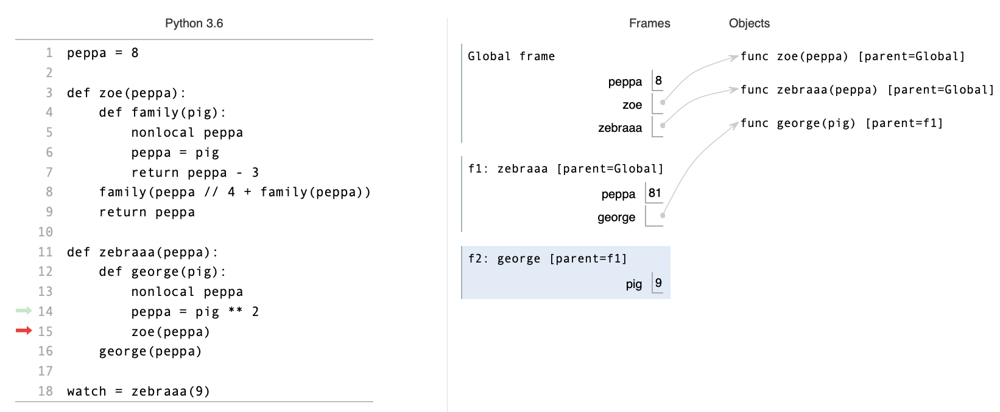 Python 3.6
1 peppa = 8
2
3 def zoe(peppa):
4     def family(pig):
5         nonlocal peppa
6         peppa = pig
7         return peppa - 3
8     family(peppa // 4 + family(peppa))
9     return peppa
10
11 def zebraaa(peppa):
12     def george(pig):
13         nonlocal peppa
14         peppa = pig ** 2
15         zoe(peppa)
16     george(peppa)
17
18 watch = zebraaa(9)
Frames Objects
Global frame
peppa 8
zoe
zebraaa
func zoe(peppa) [parent=Global]
func zebraaa(peppa) [parent=Global]
func george(pig) [parent=f1]
f1: zebraaa [parent=Global]
peppa 81
george
f2: george [parent=f1]
pig 9